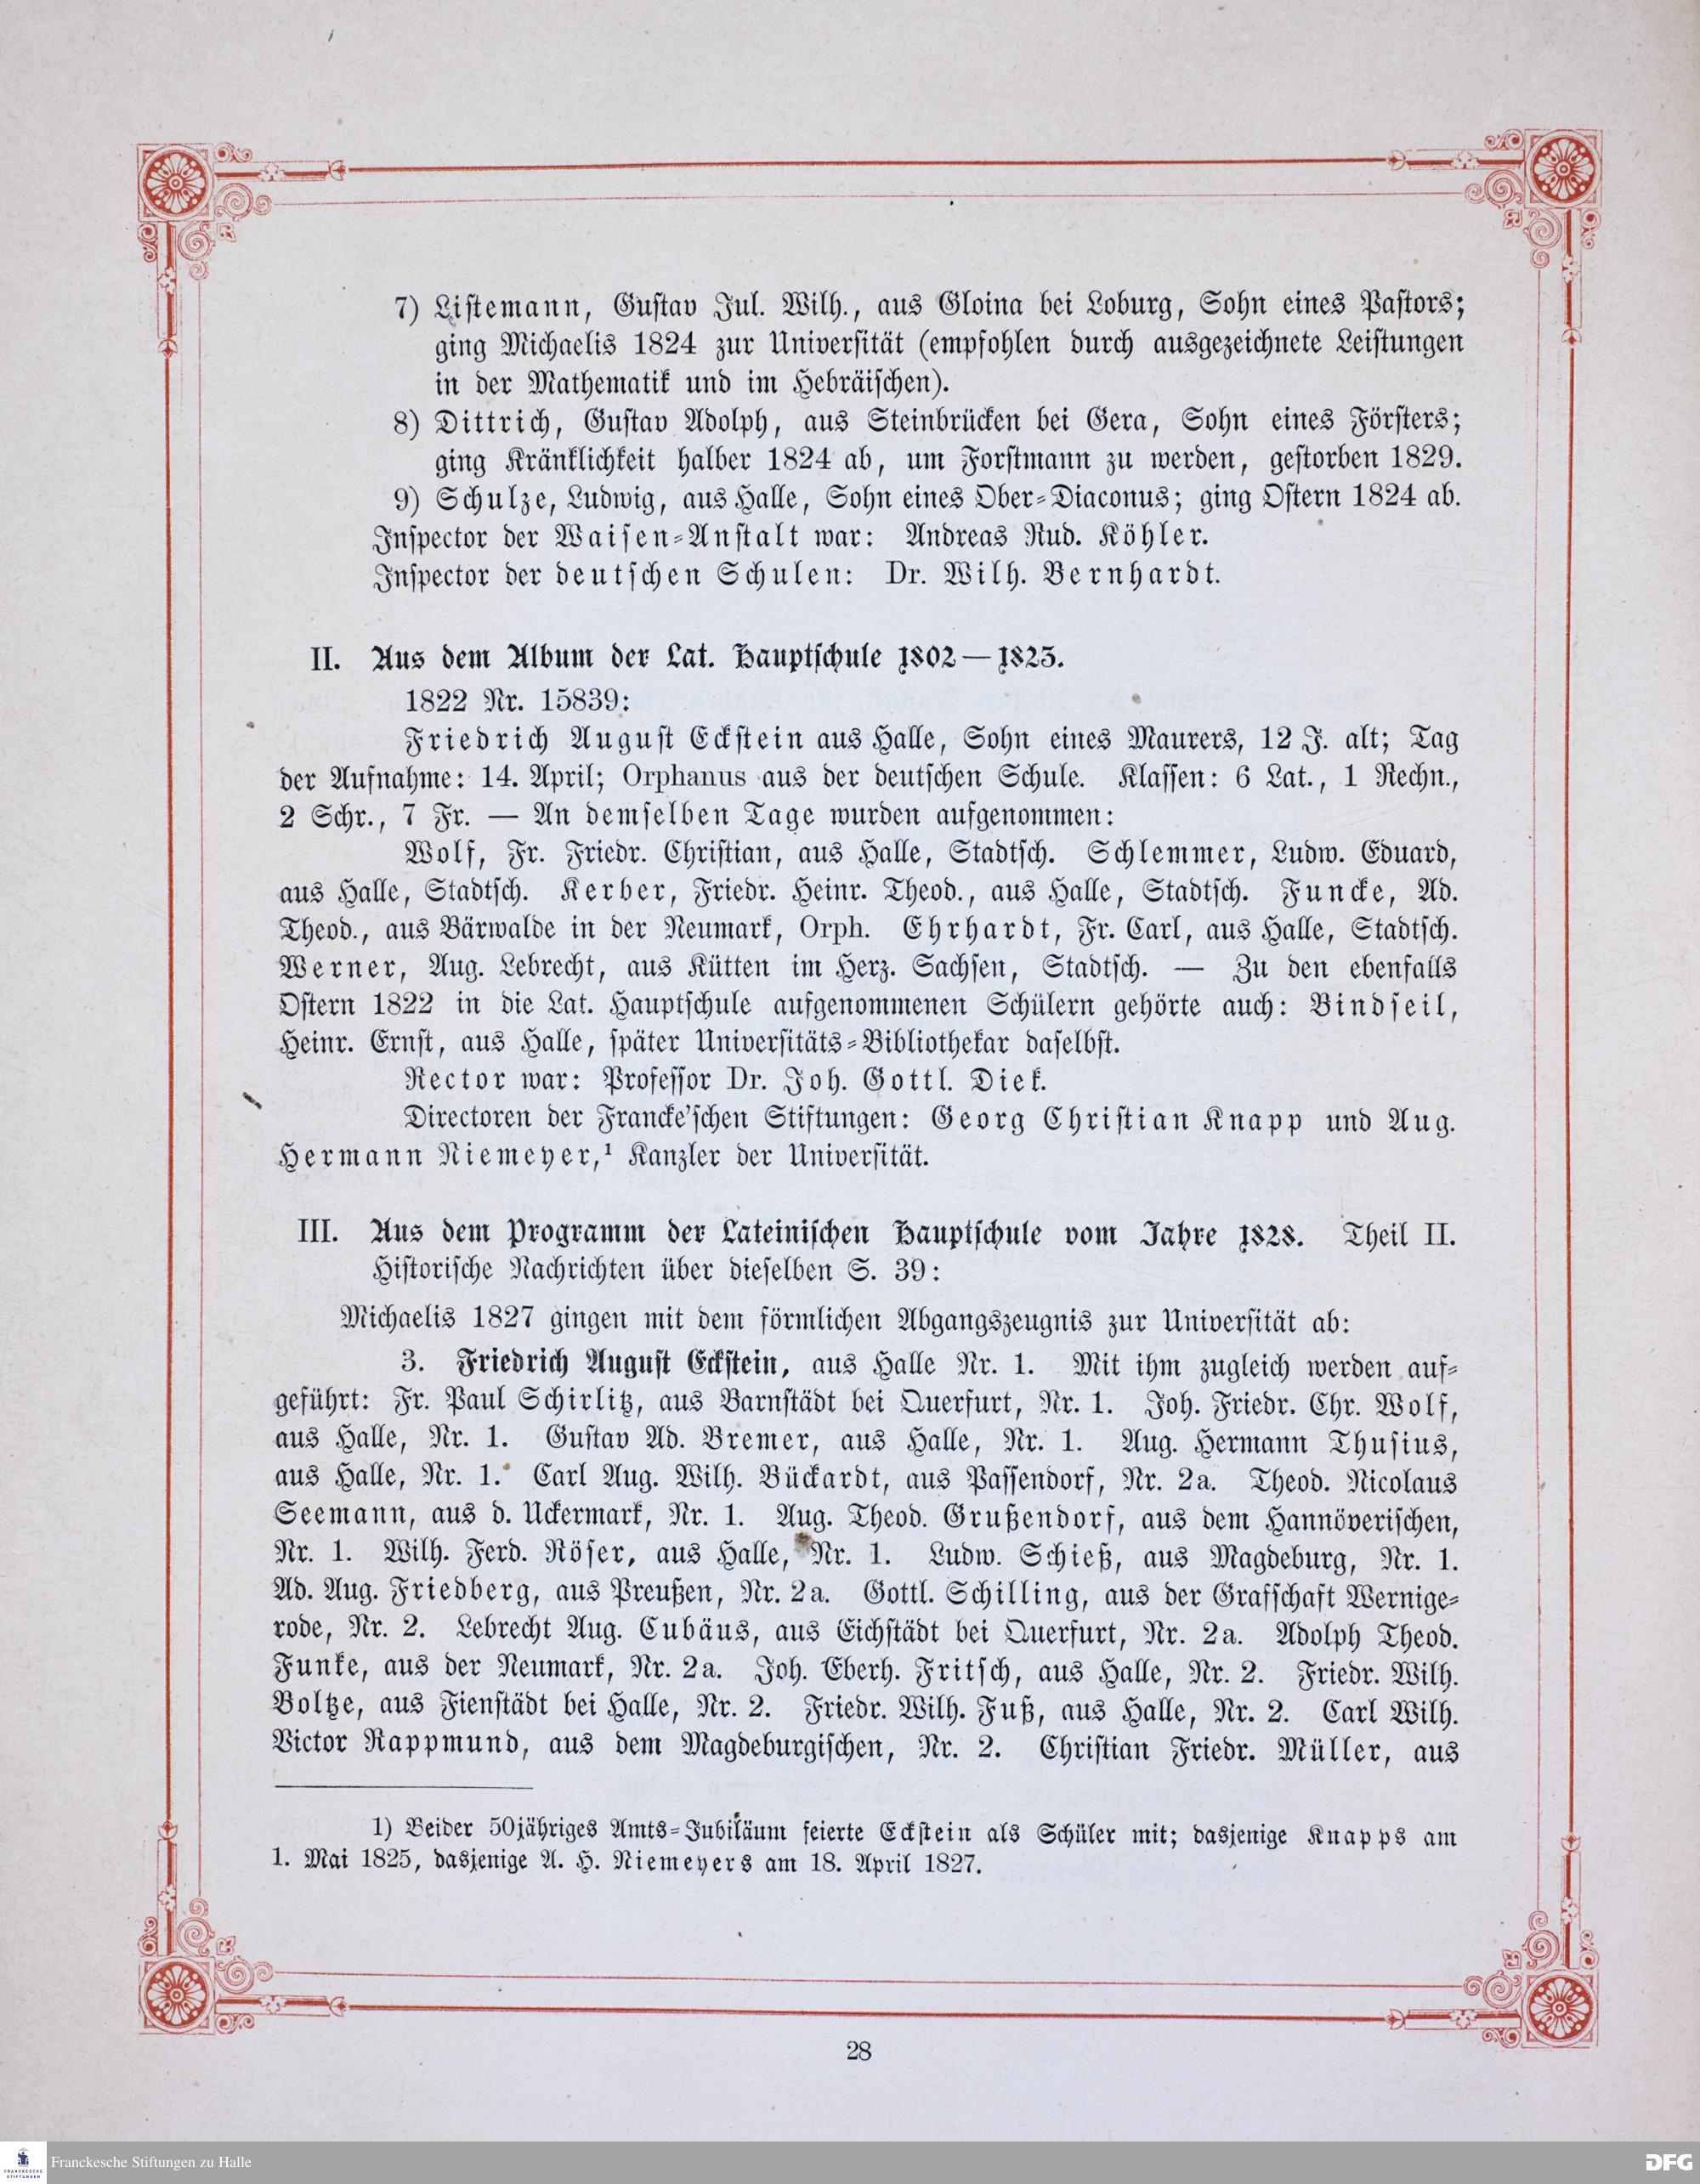 7) Listemann, Gustav Jul. Wilh., aus Gloina bei Loburg, Sohn eines Pastors;
ging Michaelis 1824 zur Universität (empfohlen durch ausgezeichnete Leistungen
in der Mathematik und im Hebräischen).
8) Dittrich, Gustav Adolph, aus Steinbrücken bei Gera, Sohn eines Försters;
ging Kränklichkeit halber 1824 ab, um Forstmann zu werden, gestorben 1829.
9) Schulze, Ludwig, aus Halle, Sohn eines Ober-Diaconus; ging Ostern 1824 ab.
Inspector der Waisen-Anstalt war: Andreas Rud. Köhler.
Inspector der deutschen Schulen: Dr. Wilh. Bernhardt.
II. Aus dem Album der Lat. Hauptschule 1802—1823.
1822 Nr. 15839:
Friedrich August Eckstein aus Halle, Sohn eines Maurers, 12 J. alt; Tag
der Aufnahme: 14. April; Orphanus aus der deutschen Schule. Klassen: 6 Lat., 1 Rechn.,
2 Schr., 7 Fr. — An demselben Tage wurden aufgenommen:
Wolf, Fr. Friedr. Christian, aus Halle, Stadtsch. Schlemmer, Ludw. Eduard,
aus Halle, Stadtsch. Kerber, Friedr. Heinr. Theod., aus Halle, Stadtsch. Funcke, Ad.
Theod., aus Bärwalde in der Neumark, Orph. Ehrhardt, Fr. Carl, aus Halle, Stadtsch.
Werner, Aug. Lebrecht, aus Kütten im Herz. Sachsen, Stadtsch. — Zu den ebenfalls
Ostern 1822 in die Lat. Hauptschule aufgenommenen Schülern gehörte auch: Bindseil,
Heinr. Ernst, aus Halle, später Universitäts-Bibliothekar daselbst.
Rector war: Professor Dr. Joh. Gottl. Diek.
Directoren der Francke'schen Stiftungen: Georg Christian Knapp und Aug.
Hermann Niemeyer,¹ Kanzler der Universität.
III. Aus dem Programm der Lateinischen Hauptschule vom Jahre 1828. Theil II.
Historische Nachrichten über dieselben S. 39:
Michaelis 1827 gingen mit dem förmlichen Abgangszeugnis zur Universität ab:
3. Friedrich August Eckstein, aus Halle Nr. 1. Mit ihm zugleich werden auf-
geführt: Fr. Paul Schirlitz, aus Barnstädt bei Querfurt, Nr. 1. Joh. Friedr. Chr. Wolf,
aus Halle, Nr. 1. Gustav Ad. Bremer, aus Halle, Nr. 1. Aug. Hermann Thusius,
aus Halle, Nr. 1. Carl Aug. Wilh. Bückardt, aus Passendorf, Nr. 2a. Theod. Nicolaus
Seemann, aus d. Uckermark, Nr. 1. Aug. Theod. Grußendorf, aus dem Hannöverischen,
Nr. 1. Wilh. Ferd. Röser, aus Halle, Nr. 1. Ludw. Schieß, aus Magdeburg, Nr. 1.
Ad. Aug. Friedberg, aus Preußen, Nr. 2a. Gottl. Schilling, aus der Grafschaft Wernige-
rode, Nr. 2. Lebrecht Aug. Cubäus, aus Eichstädt bei Querfurt, Nr. 2a. Adolph Theod.
Funke, aus der Neumark, Nr. 2a. Joh. Eberh. Fritsch, aus Halle, Nr. 2. Friedr. Wilh.
Boltze, aus Fienstädt bei Halle, Nr. 2. Friedr. Wilh. Fuß, aus Halle, Nr. 2. Carl Wilh.
Victor Rappmund, aus dem Magdeburgischen, Nr. 2. Christian Friedr. Müller, aus
1) Beider 50jähriges Amts-Jubiläum feierte Eckstein als Schüler mit; dasjenige Knapps am
1. Mai 1825, dasjenige A. H. Niemeyers am 18. April 1827.
28
FRANCKESCHE
STIFTUNGEN
Franckesche Stiftungen zu Halle
DFG